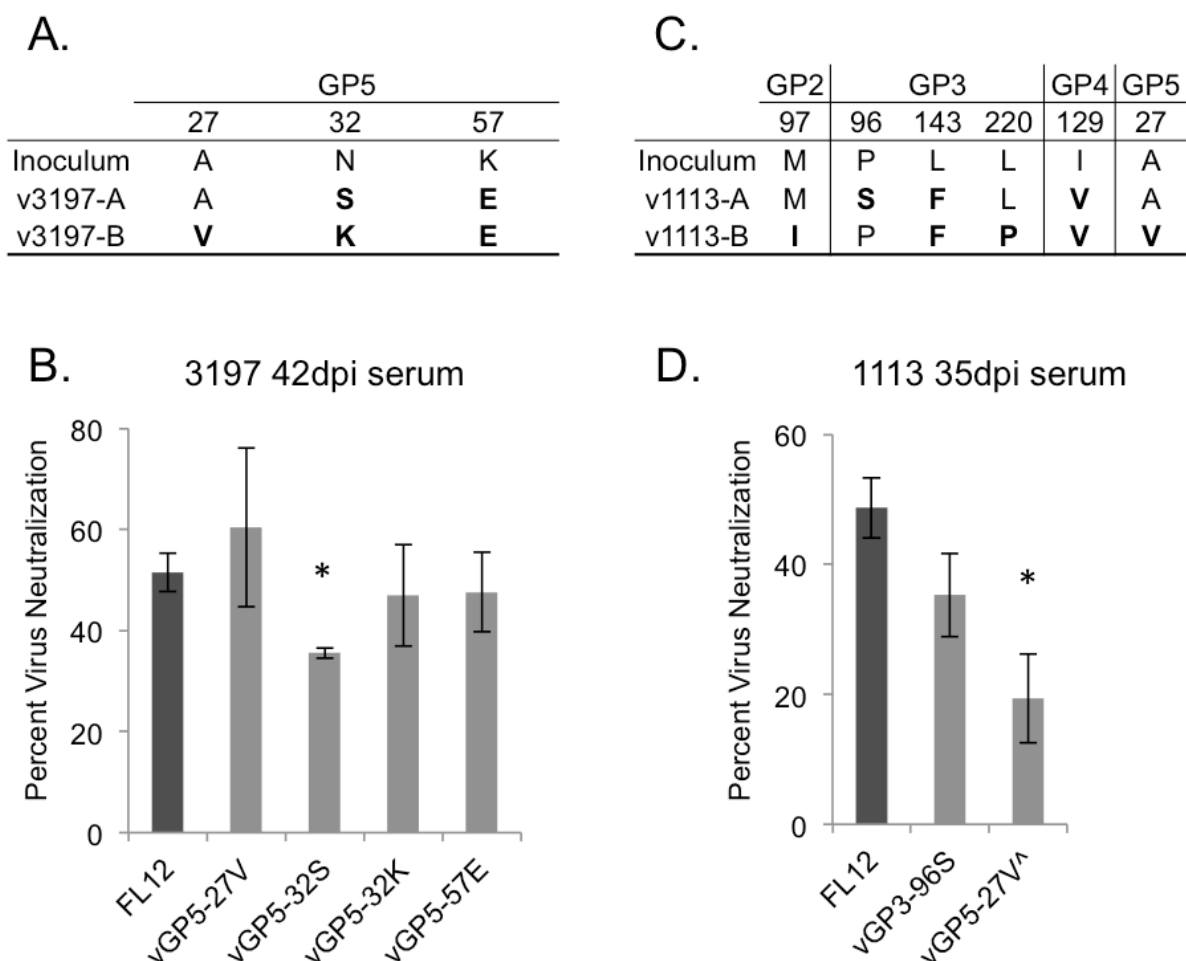 A.
GP5
27 32 57
Inoculum A N K
v3197-A A S E
v3197-B V K E
C.
GP2 GP3 GP4 GP5
97 96 143 220 129 27
Inoculum M P L L I A
v1113-A M S F L V A
v1113-B I P F P V V
B.
3197 42dpi serum
Percent Virus Neutralization
80
60
40
20
0
*
FL12
vGP5-27V
vGP5-32S
vGP5-32K
vGP5-57E
D.
1113 35dpi serum
Percent Virus Neutralization
60
40
20
0
*
FL12
vGP3-96S
vGP5-27V^